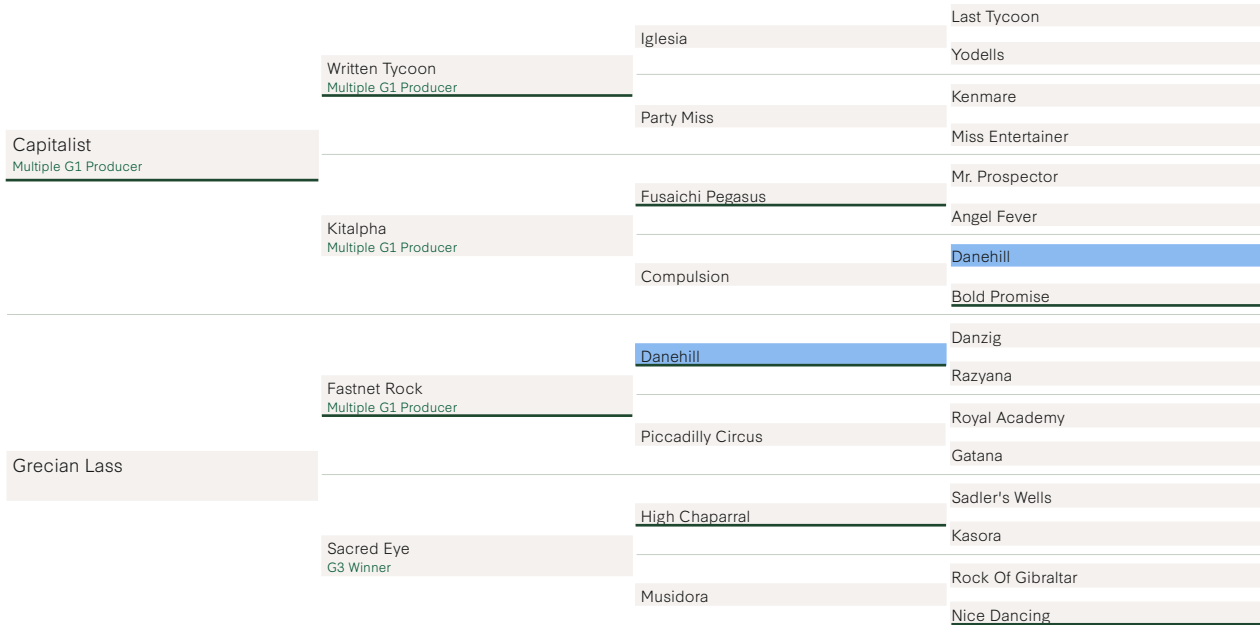 Capitalist
Multiple G1 Producer
Grecian Lass
Written Tycoon
Multiple G1 Producer
Kitalpha
Multiple G1 Producer
Fastnet Rock
Multiple G1 Producer
Sacred Eye
G3 Winner
Iglesia
Party Miss
Fusaichi Pegasus
Compulsion
Danehill
Piccadilly Circus
High Chaparral
Musidora
Last Tycoon
Yodells
Kenmare
Miss Entertainer
Mr. Prospector
Angel Fever
Danehill
Bold Promise
Danzig
Razyana
Royal Academy
Gatana
Sadler's Wells
Kasora
Rock Of Gibraltar
Nice Dancing